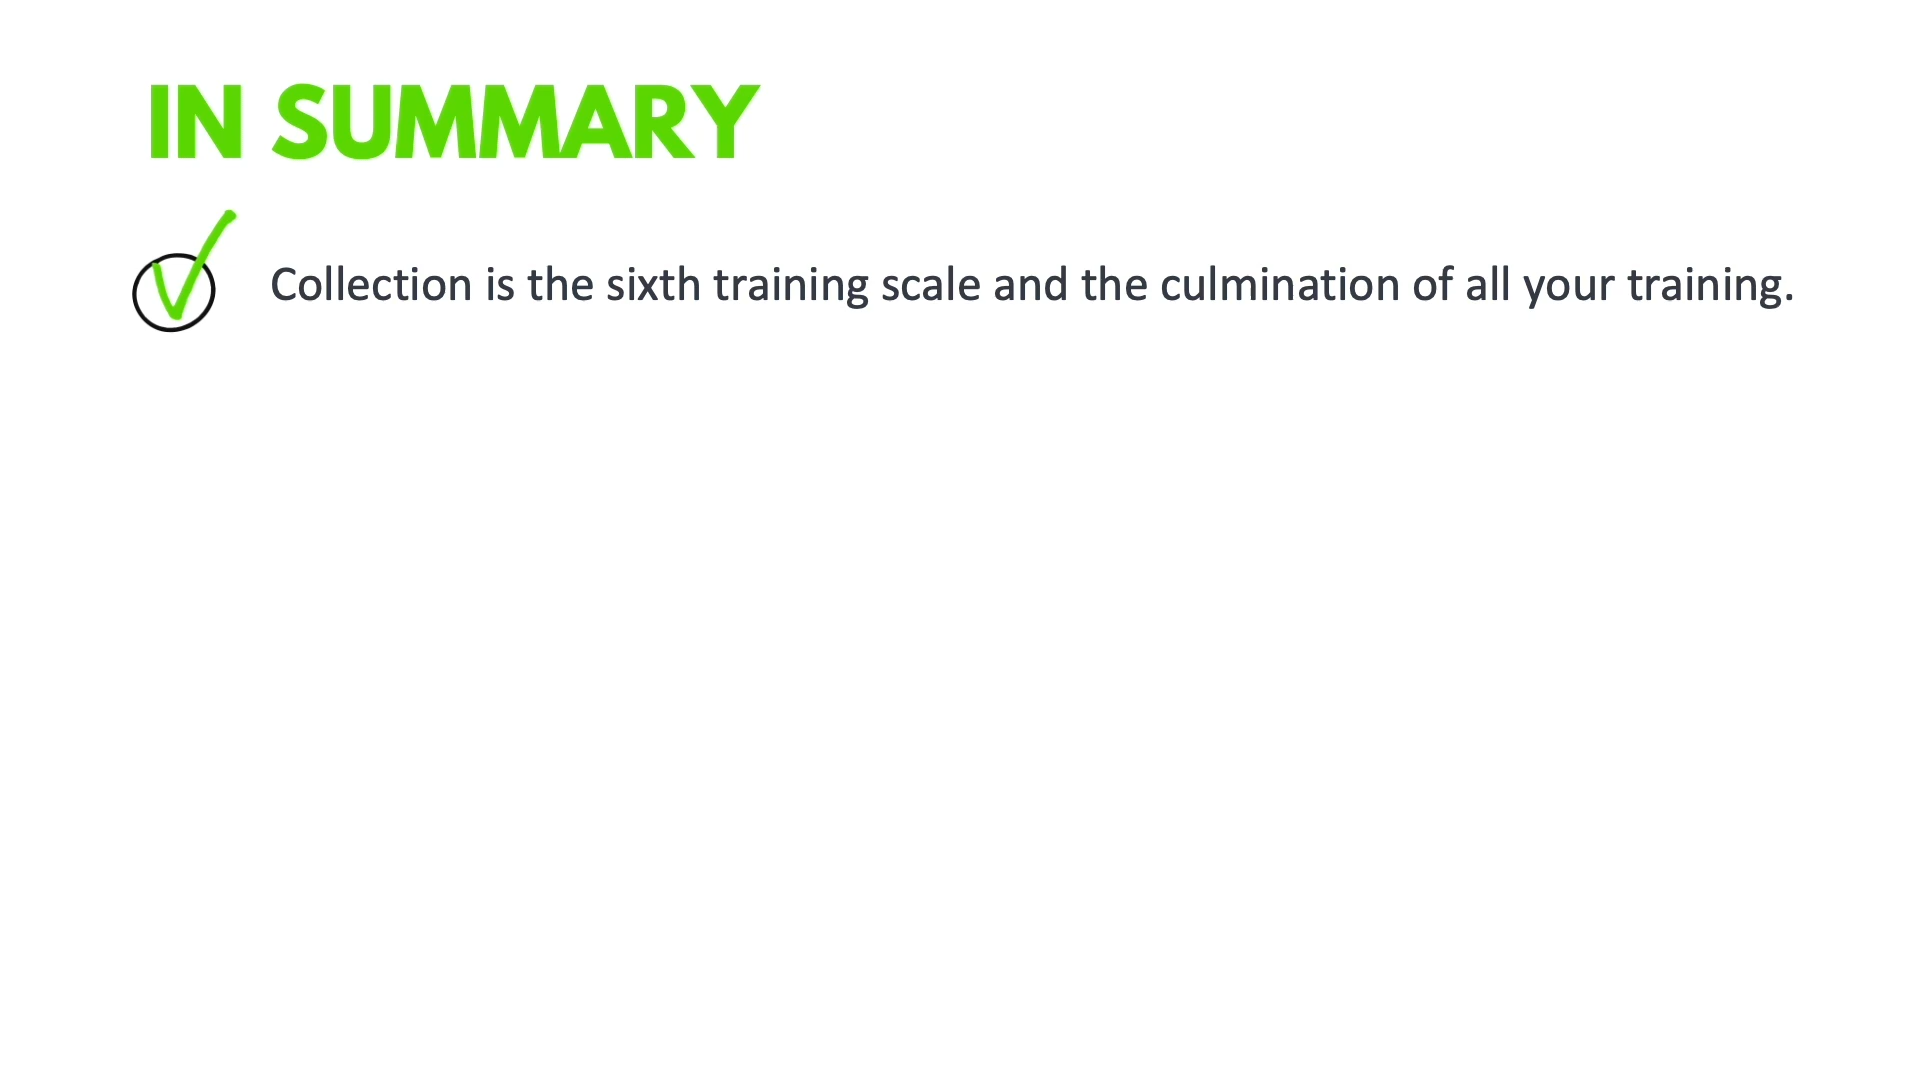 IN SUMMARY
Collection is the sixth training scale and the culmination of all your training.